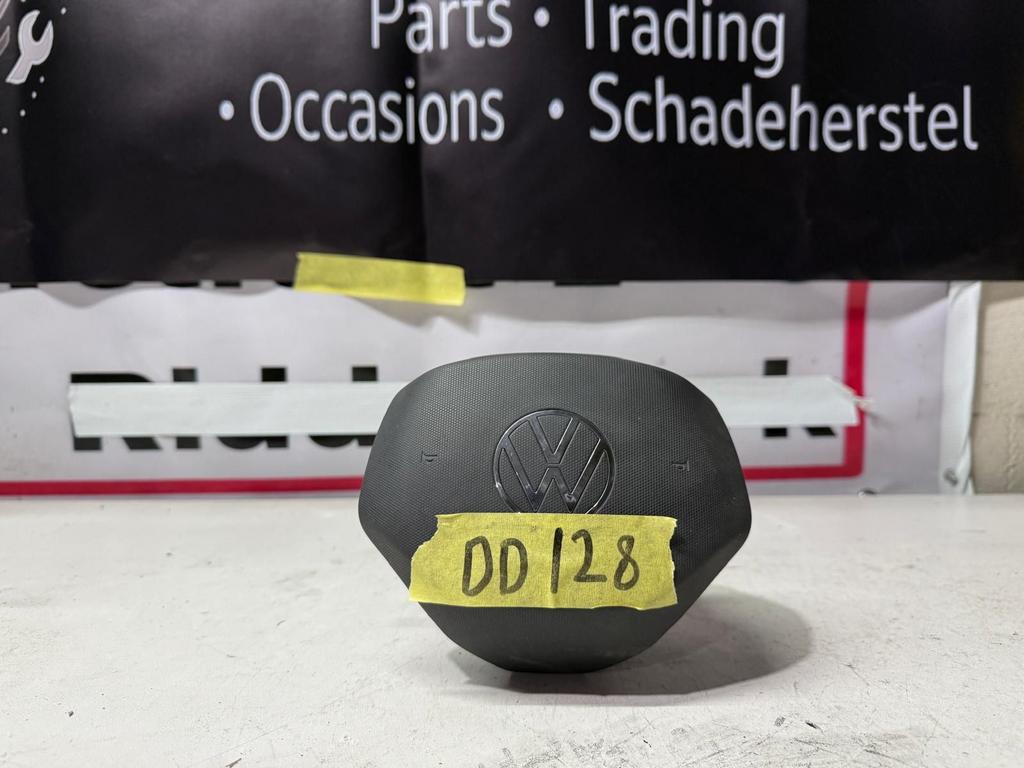 Parts • Trading
• Occasions • Schadeherstel
DD128